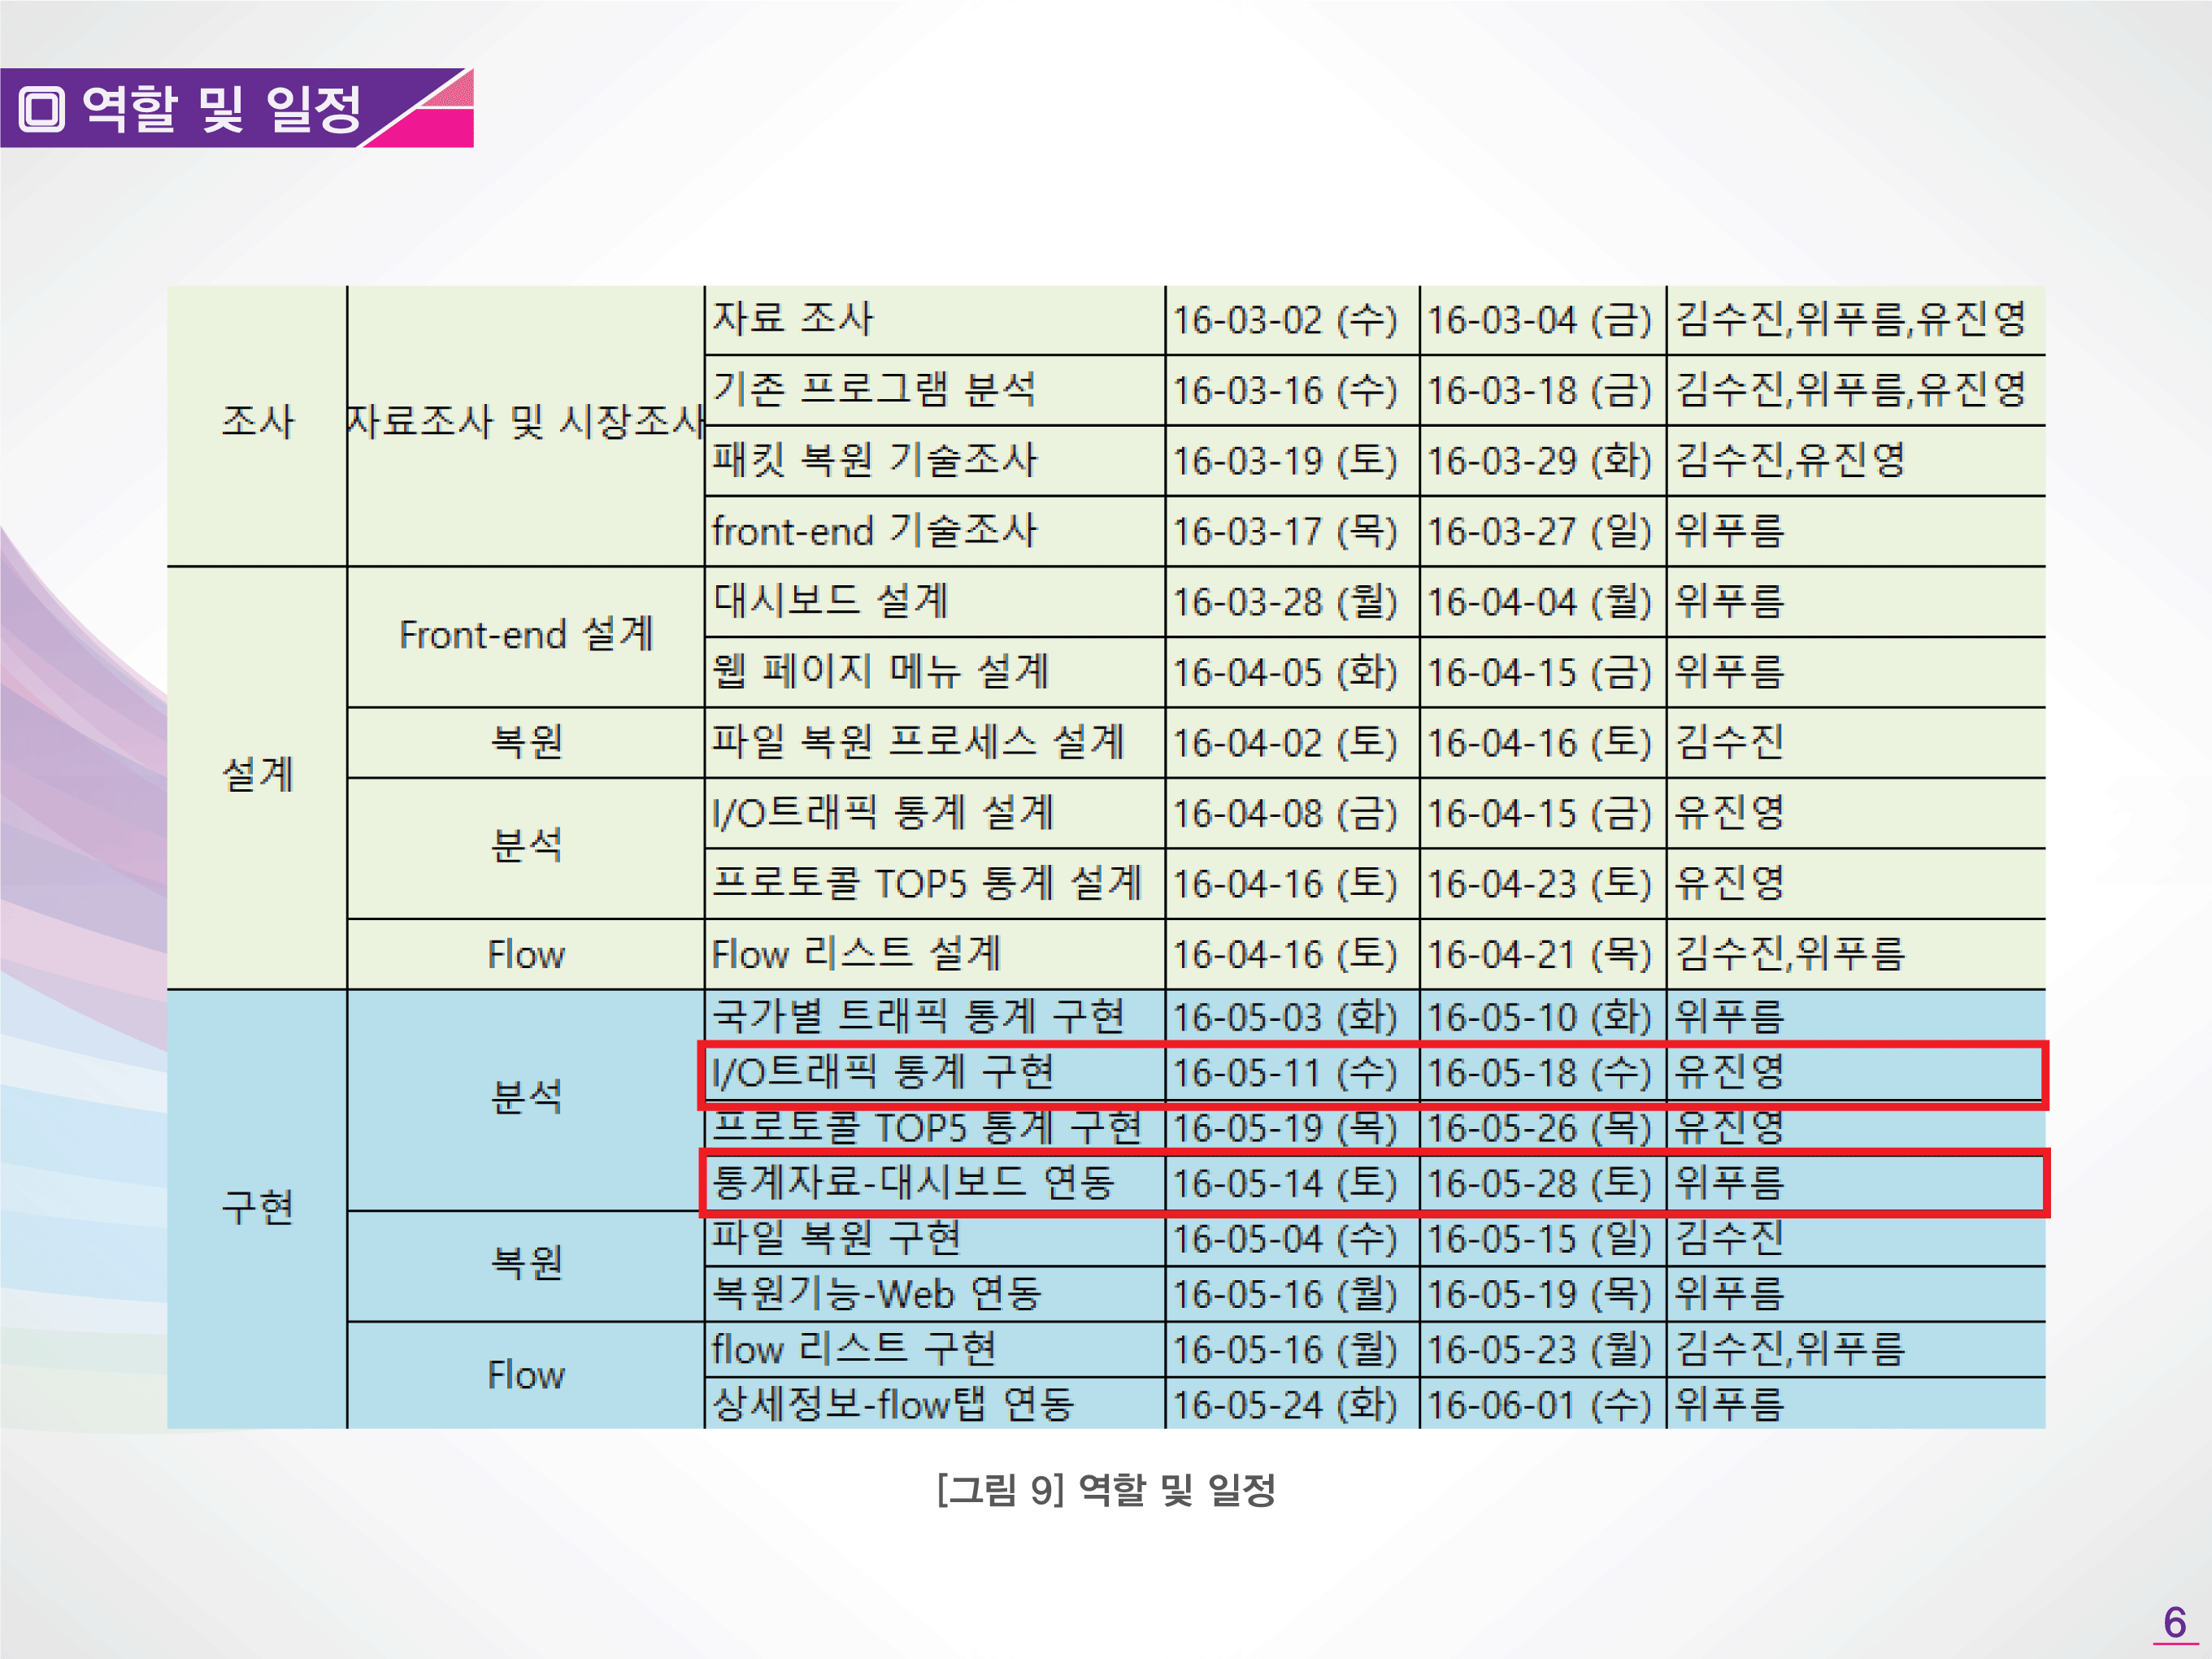 역할 및 일정
조사 자료조사 및 시장조사 자료 조사 16-03-02 (수) 16-03-04 (금) 김수진,위푸름,유진영
기존 프로그램 분석 16-03-16 (수) 16-03-18 (금) 김수진,위푸름,유진영
패킷 복원 기술조사 16-03-19 (토) 16-03-29 (화) 김수진,유진영
front-end 기술조사 16-03-17 (목) 16-03-27 (일) 위푸름
설계 Front-end 설계 대시보드 설계 16-03-28 (월) 16-04-04 (월) 위푸름
웹 페이지 메뉴 설계 16-04-05 (화) 16-04-15 (금) 위푸름
복원 파일 복원 프로세스 설계 16-04-02 (토) 16-04-16 (토) 김수진
분석 I/O트래픽 통계 설계 16-04-08 (금) 16-04-15 (금) 유진영
프로토콜 TOP5 통계 설계 16-04-16 (토) 16-04-23 (토) 유진영
Flow Flow 리스트 설계 16-04-16 (토) 16-04-21 (목) 김수진,위푸름
구현 분석 국가별 트래픽 통계 구현 16-05-03 (화) 16-05-10 (화) 위푸름
I/O트래픽 통계 구현 16-05-11 (수) 16-05-18 (수) 유진영
프로토콜 TOP5 통계 구현 16-05-19 (목) 16-05-26 (목) 유진영
통계자료-대시보드 연동 16-05-14 (토) 16-05-28 (토) 위푸름
복원 파일 복원 구현 16-05-04 (수) 16-05-15 (일) 김수진
복원기능-Web 연동 16-05-16 (월) 16-05-19 (목) 위푸름
Flow flow 리스트 구현 16-05-16 (월) 16-05-23 (월) 김수진,위푸름
상세정보-flow탭 연동 16-05-24 (화) 16-06-01 (수) 위푸름
[그림 9] 역할 및 일정
6